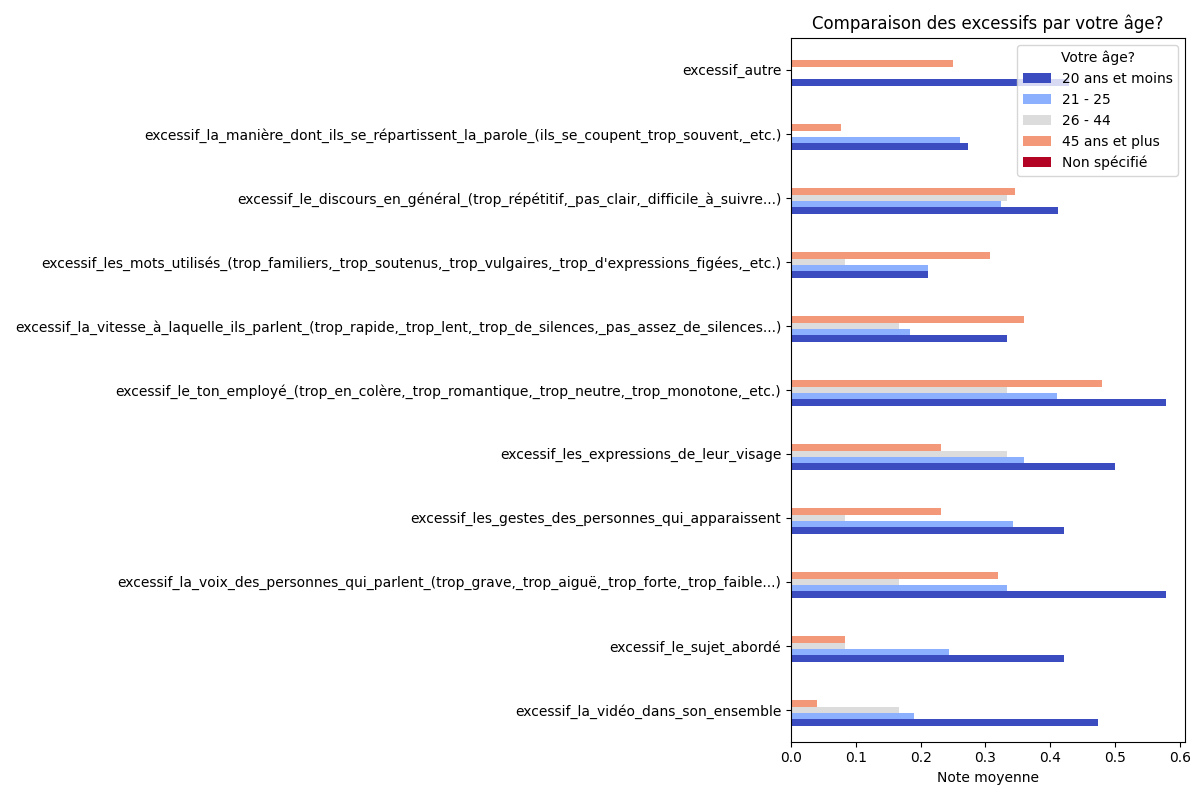 Comparaison des excessifs par votre âge?
excessif_autre
excessif_la_manière_dont_ils_se_répartissent_la_parole_(ils_se_coupent_trop_souvent,_etc.)
excessif_le_discours_en_général_(trop_répétitif,_pas_clair,_difficile_à_suivre...)
excessif_les_mots_utilisés_(trop_familiers,_trop_soutenus,_trop_vulgaires,_trop_d'expressions_figées,_etc.)
excessif_la_vitesse_à_laquelle_ils_parlent_(trop_rapide,_trop_lent,_trop_de_silences,_pas_assez_de_silences...)
excessif_le_ton_employé_(trop_en_colère,_trop_romantique,_trop_neutre,_trop_monotone,_etc.)
excessif_les_expressions_de_leur_visage
excessif_les_gestes_des_personnes_qui_apparaissent
excessif_la_voix_des_personnes_qui_parlent_(trop_grave,_trop_aiguë,_trop_forte,_trop_faible...)
excessif_le_sujet_abordé
excessif_la_vidéo_dans_son_ensemble
Votre âge?
20 ans et moins
21 - 25
26 - 44
45 ans et plus
Non spécifié
0.0 0.1 0.2 0.3 0.4 0.5 0.6
Note moyenne